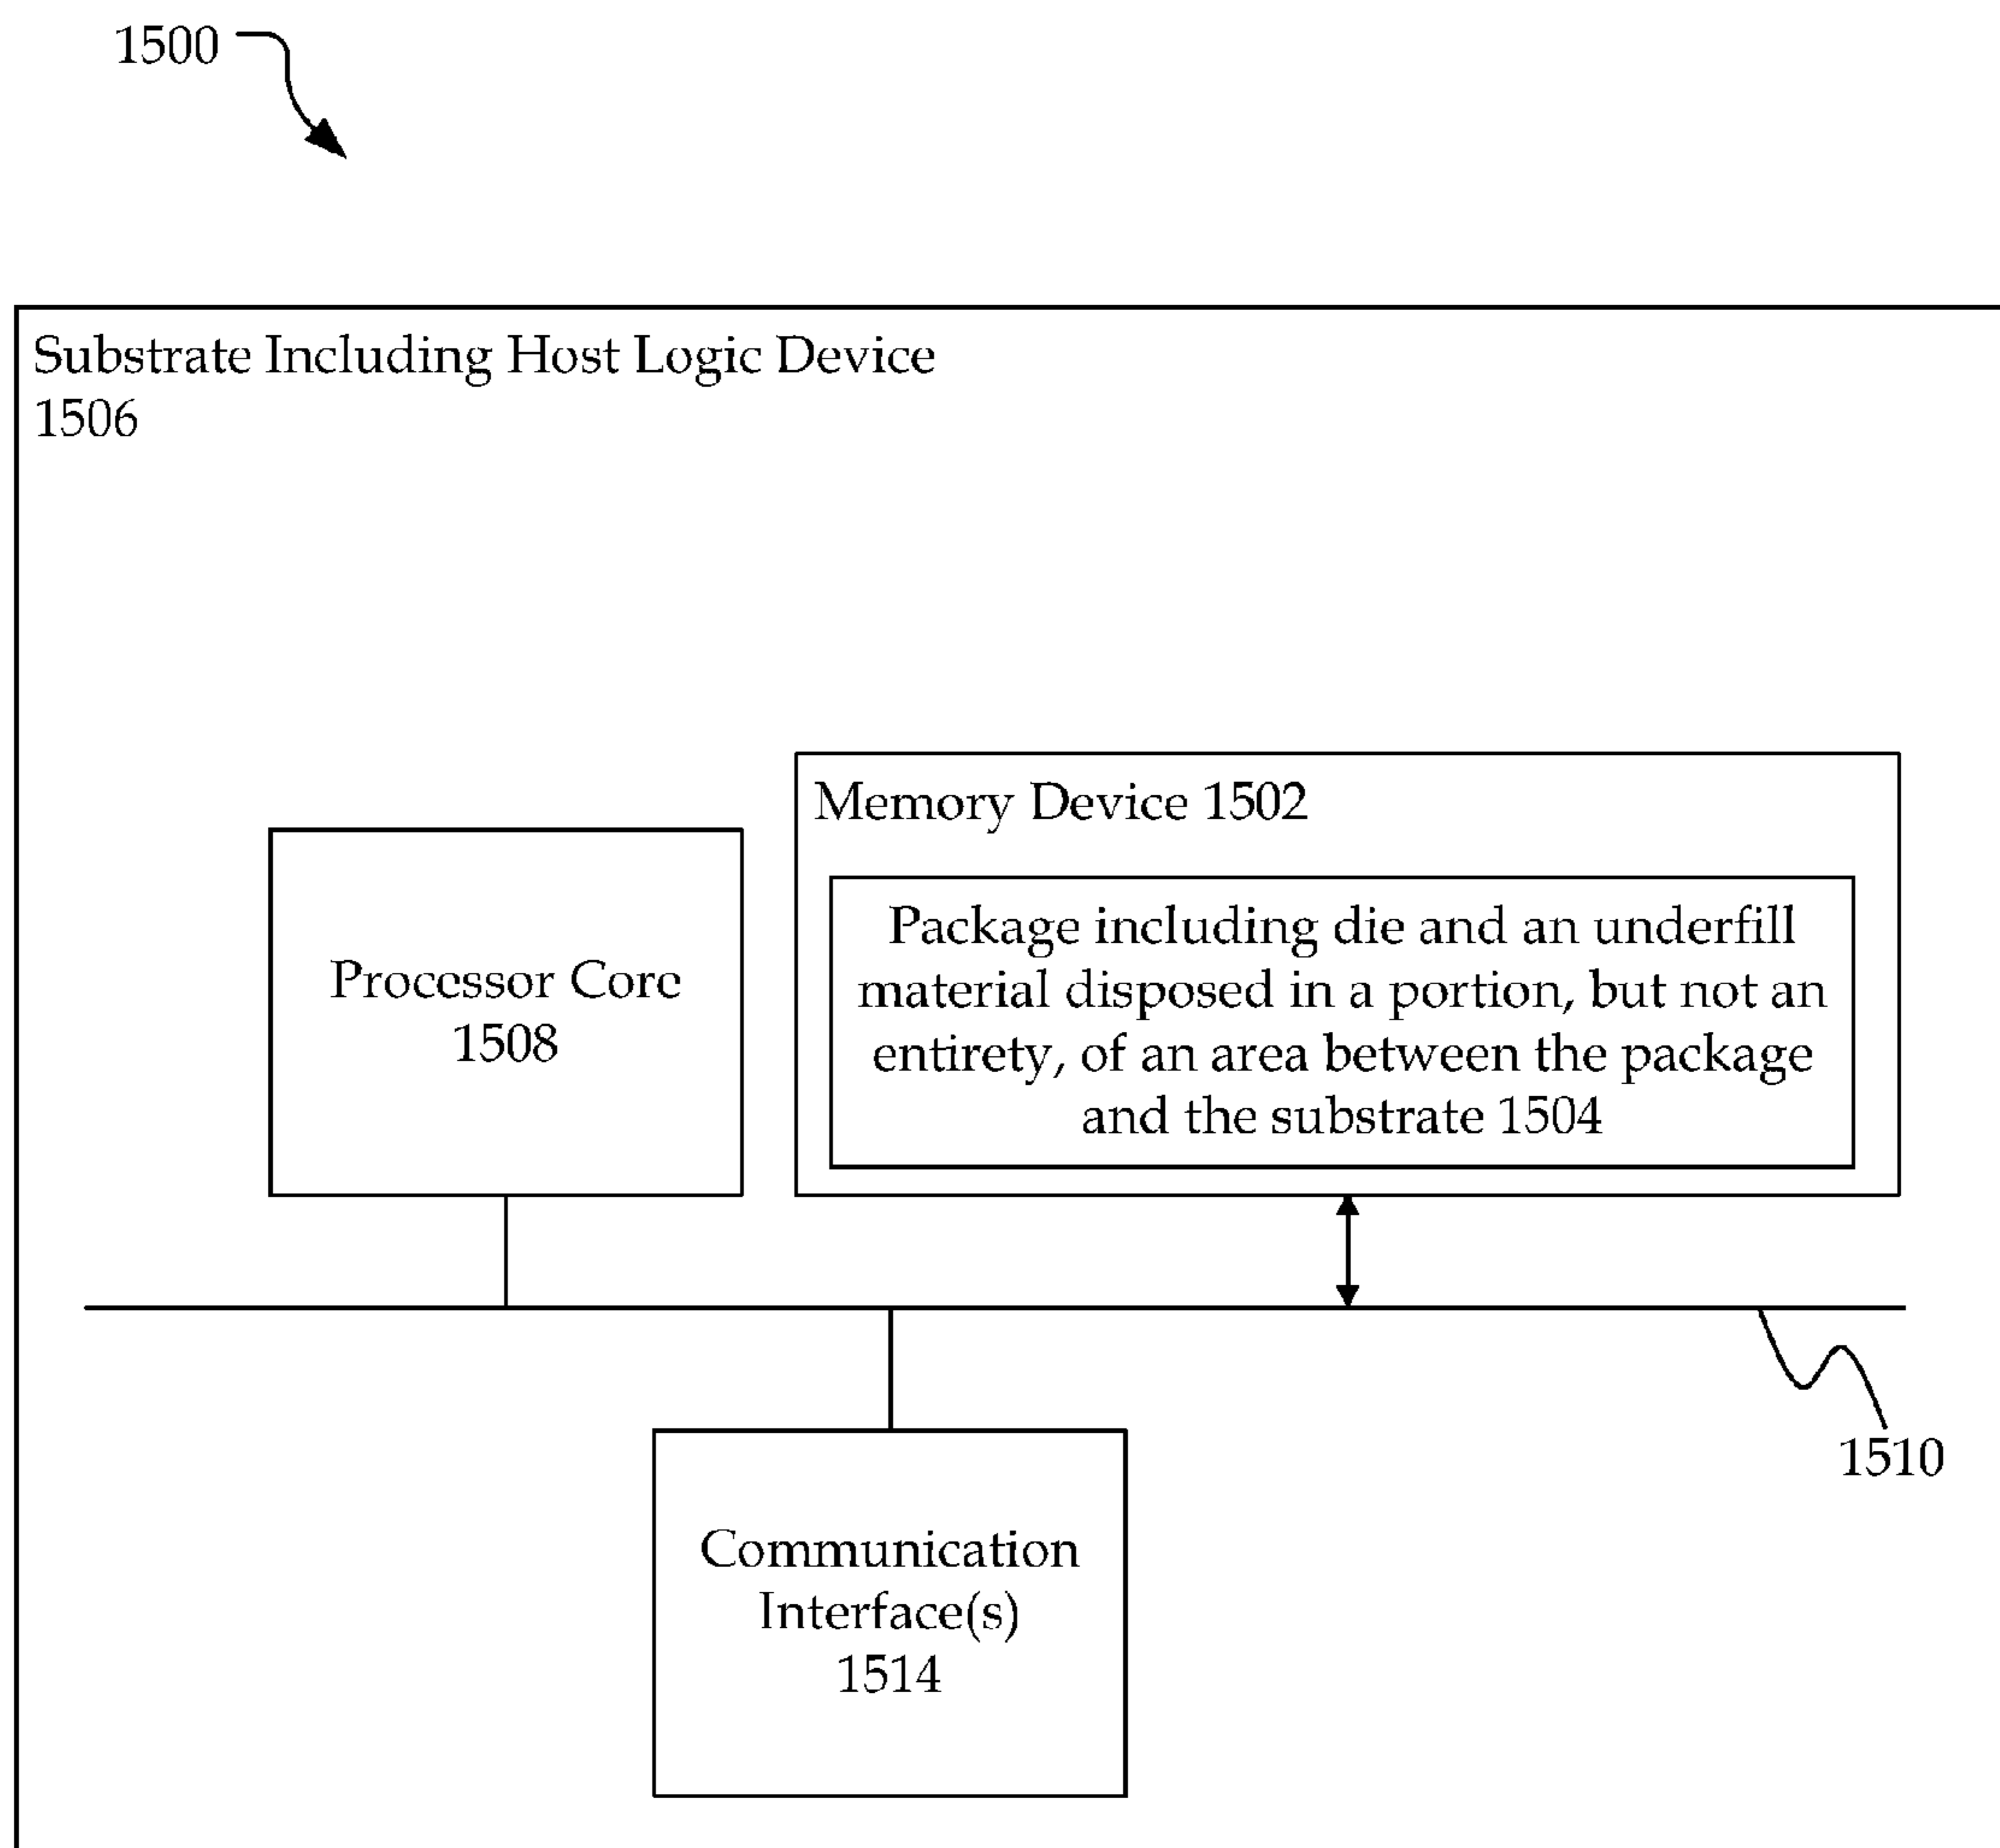 1500
Substrate Including Host Logic Device
1506
Memory Device 1502
Processor Core
1508
Package including die and an underfill
material disposed in a portion, but not an
entirety, of an area between the package
and the substrate 1504
1510
Communication
Interface(s)
1514